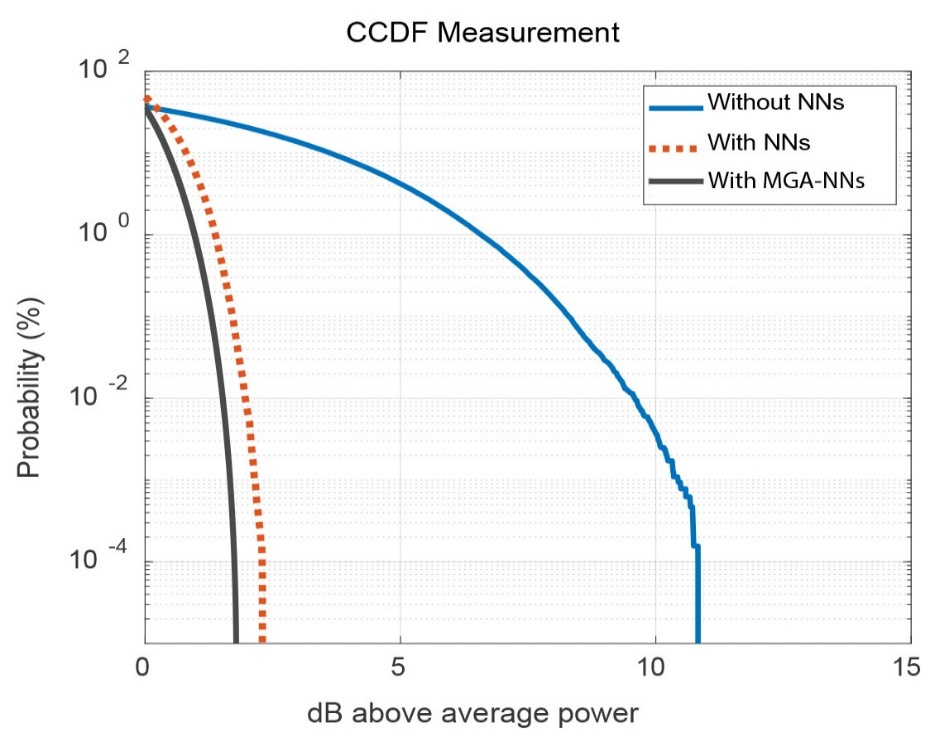 CCDF Measurement
10 2
Without NNs
With NNs
With MGA-NNs
10 0
Probability (%)
10 -2
10 -4
0 5 10 15
dB above average power